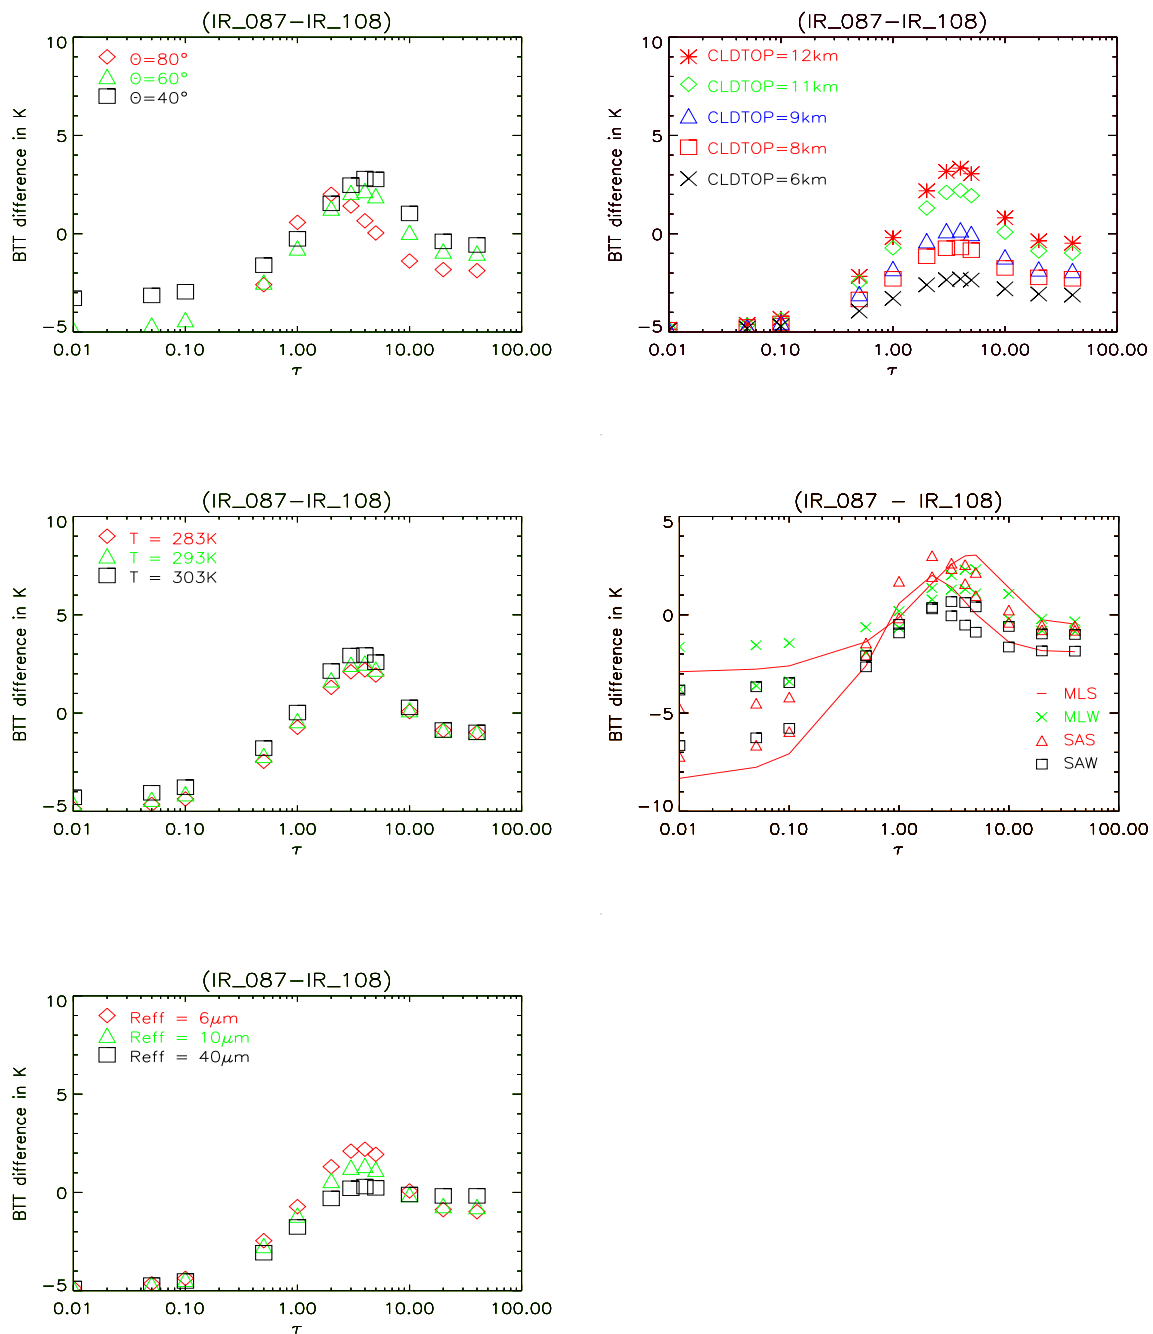 (IR_087−IR_108)
10
5
0
−5
BTT difference in K
◇ Θ=80°
△ Θ=60°
□ Θ=40°
0.01 0.10 1.00 10.00 100.00
τ
(IR_087−IR_108)
10
5
0
−5
BTT difference in K
CLDTOP=12km
CLDTOP=11km
CLDTOP=9km
CLDTOP=8km
CLDTOP=6km
0.01 0.10 1.00 10.00 100.00
τ
(IR_087−IR_108)
10
5
0
−5
BTT difference in K
T = 283K
T = 293K
T = 303K
0.01 0.10 1.00 10.00 100.00
τ
(IR_087 − IR_108)
5
0
−5
−10
BTT difference in K
MLS
MLW
SAS
SAW
0.01 0.10 1.00 10.00 100.00
τ
(IR_087−IR_108)
10
5
0
−5
BTT difference in K
Reff = 6μm
Reff = 10μm
Reff = 40μm
0.01 0.10 1.00 10.00 100.00
τ